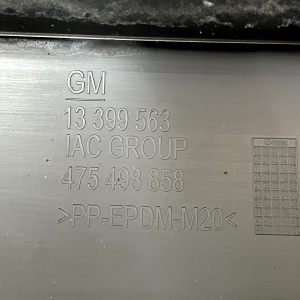 GM
13 399 563
IAC GROUP
475 498 858
>PP-EPDM-M20<